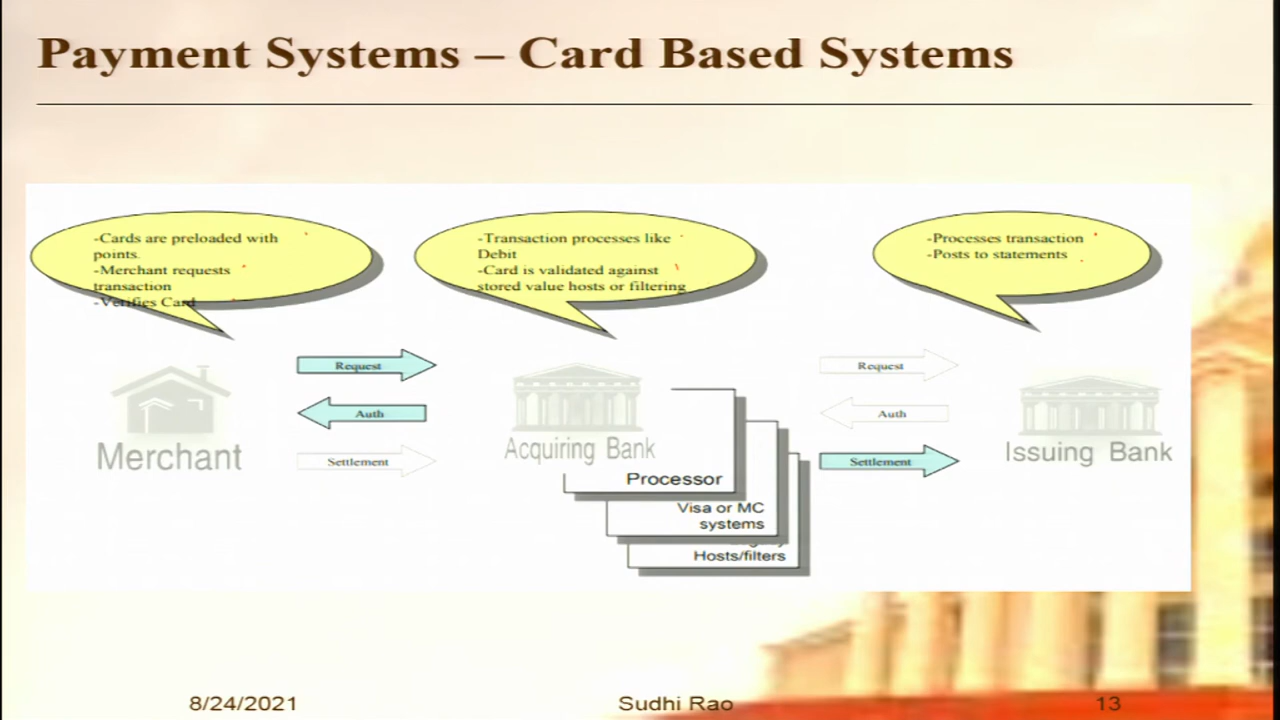 Payment Systems – Card Based Systems
-Cards are preloaded with
points.
-Merchant requests
transaction
-Verifies Card
-Transaction processes like
Debit
-Card is validated against
stored value hosts or filtering
-Processes transaction
-Posts to statements
Request
Auth
Settlement
Request
Auth
Settlement
Merchant
Acquiring Bank
Issuing Bank
Processor
Visa or MC
systems
Hosts/filters
8/24/2021
Sudhi Rao
13